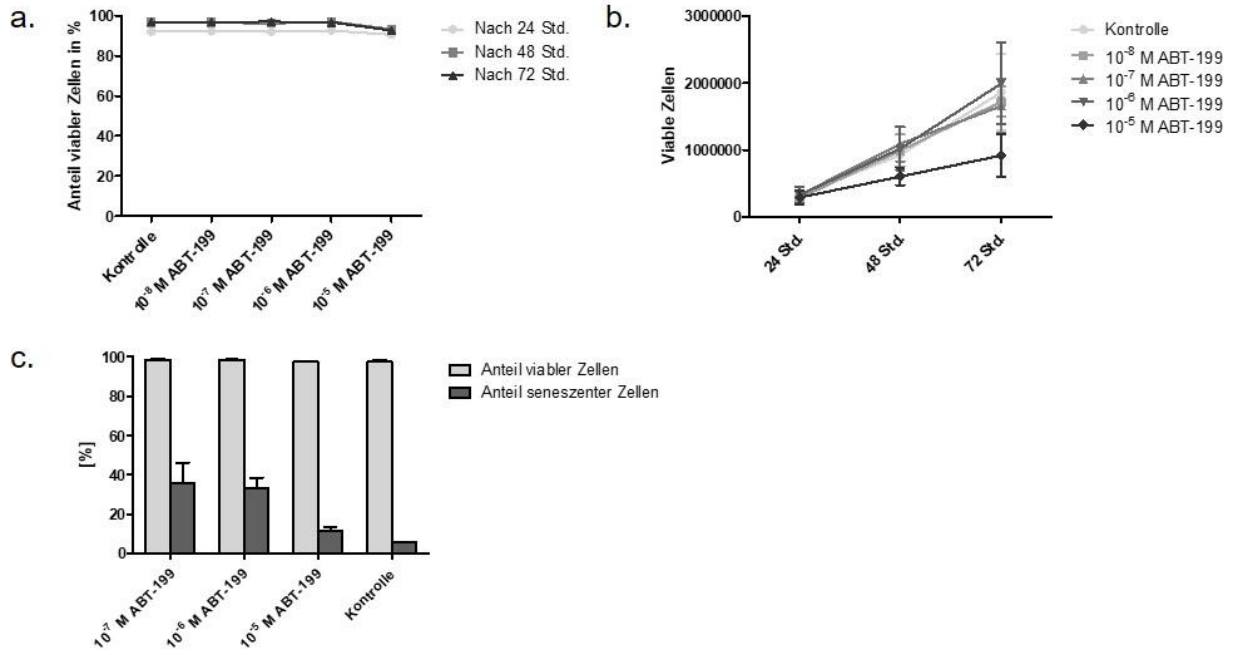 a.
Anteil viabler Zellen in %
100
80
60
40
20
0
Kontrolle
10⁻⁸ M ABT-199
10⁻⁷ M ABT-199
10⁻⁶ M ABT-199
10⁻⁵ M ABT-199
Nach 24 Std.
Nach 48 Std.
Nach 72 Std.
b.
Viable Zellen
3000000
2000000
1000000
0
24 Std.
48 Std.
72 Std.
Kontrolle
10⁻⁸ M ABT-199
10⁻⁷ M ABT-199
10⁻⁶ M ABT-199
10⁻⁵ M ABT-199
c.
[%]
100
80
60
40
20
0
10⁻⁷ M ABT-199
10⁻⁶ M ABT-199
10⁻⁵ M ABT-199
Kontrolle
Anteil viabler Zellen
Anteil seneszenter Zellen